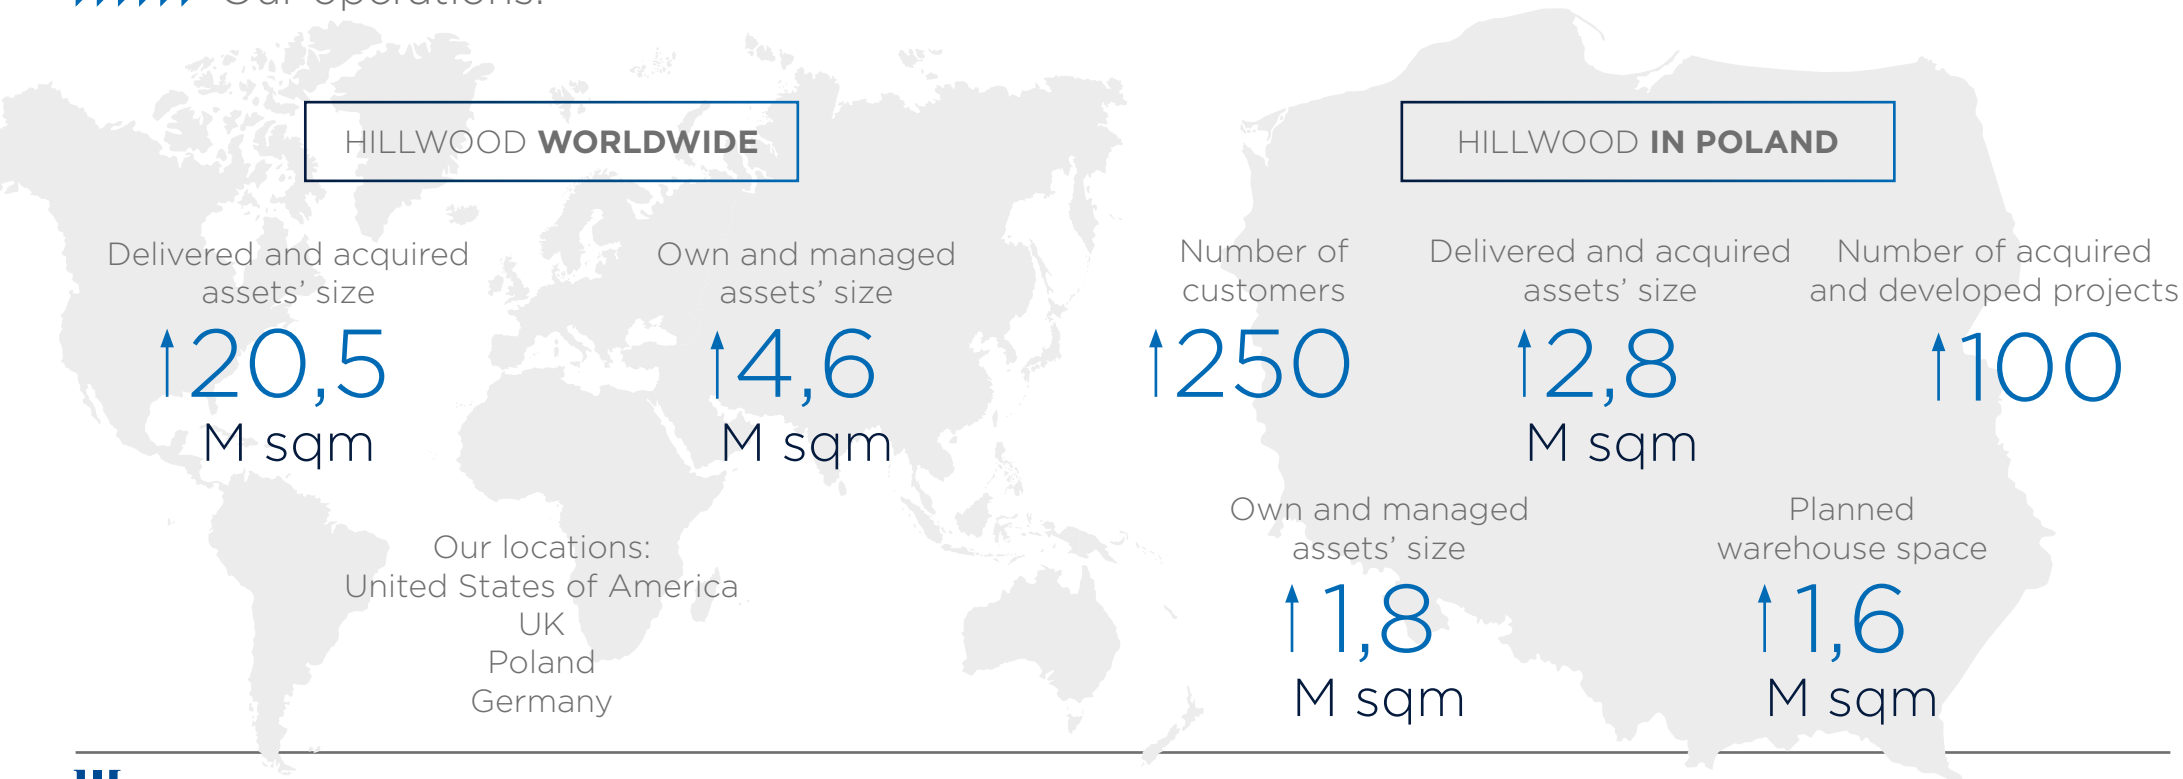 Our operations:
HILLWOOD WORLDWIDE
Delivered and acquired
assets’ size
20,5
M sqm
Own and managed
assets’ size
4,6
M sqm
Our locations:
United States of America
UK
Poland
Germany
HILLWOOD IN POLAND
Number of
customers
250
Delivered and acquired
assets’ size
2,8
M sqm
Number of acquired
and developed projects
100
Own and managed
assets’ size
1,8
M sqm
Planned
warehouse space
1,6
M sqm